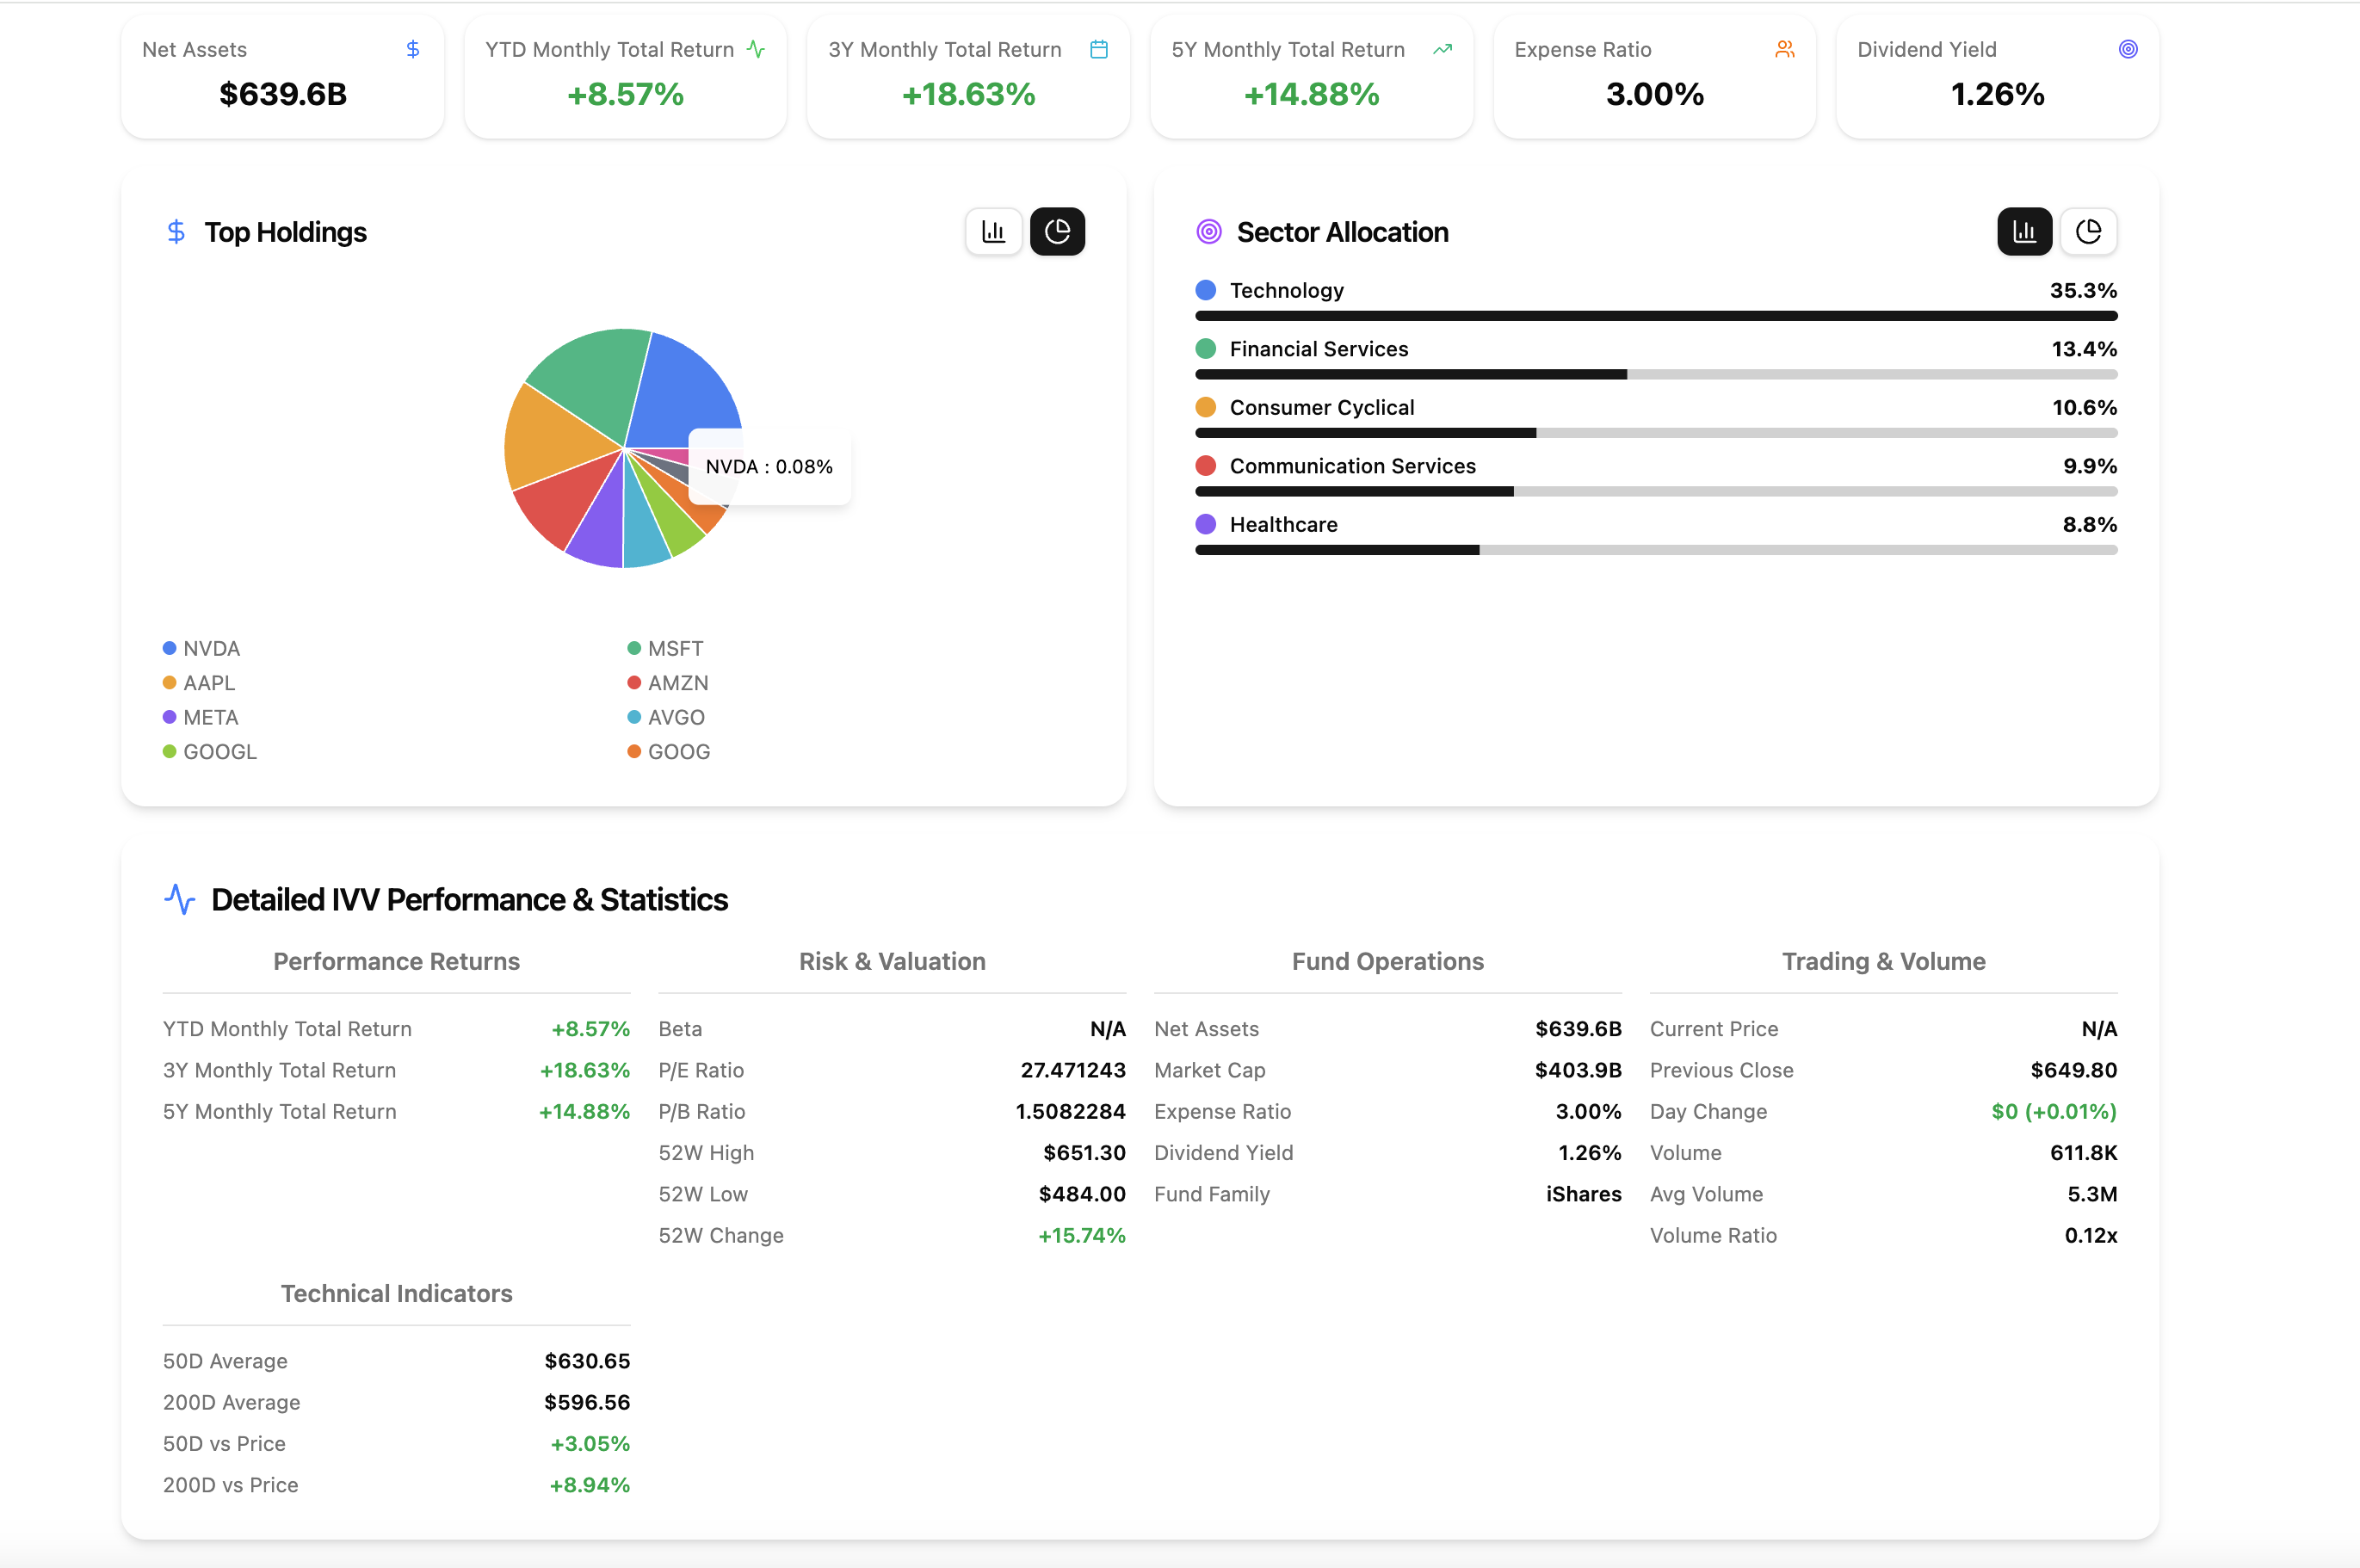 Net Assets
$639.6B
YTD Monthly Total Return
+8.57%
3Y Monthly Total Return
+18.63%
5Y Monthly Total Return
+14.88%
Expense Ratio
3.00%
Dividend Yield
1.26%
Top Holdings
NVDA : 0.08%
NVDA
MSFT
AAPL
AMZN
META
AVGO
GOOGL
GOOG
Sector Allocation
Technology 35.3%
Financial Services 13.4%
Consumer Cyclical 10.6%
Communication Services 9.9%
Healthcare 8.8%
Detailed IVV Performance & Statistics
Performance Returns
YTD Monthly Total Return +8.57%
3Y Monthly Total Return +18.63%
5Y Monthly Total Return +14.88%
Risk & Valuation
Beta N/A
P/E Ratio 27.471243
P/B Ratio 1.5082284
52W High $651.30
52W Low $484.00
52W Change +15.74%
Fund Operations
Net Assets $639.6B
Market Cap $403.9B
Expense Ratio 3.00%
Dividend Yield 1.26%
Fund Family iShares
Trading & Volume
Current Price N/A
Previous Close $649.80
Day Change $0 (+0.01%)
Volume 611.8K
Avg Volume 5.3M
Volume Ratio 0.12x
Technical Indicators
50D Average $630.65
200D Average $596.56
50D vs Price +3.05%
200D vs Price +8.94%